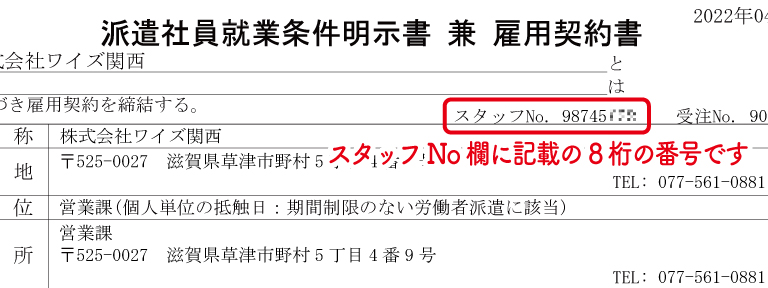 2022年04
派遣社員就業条件明示書 兼 雇用契約書
式会社ワイズ関西
と
は
づき雇用契約を締結する。
スタッフNo. 98745
受注No. 90
称 株式会社ワイズ関西
スタッフNo欄に記載の8桁の番号です
地 〒525-0027 滋賀県草津市野村5 4番
TEL: 077-561-0881
位 営業課(個人単位の抵触日:期間制限のない労働者派遣に該当)
営業課
所 〒525-0027 滋賀県草津市野村5丁目4番9号
TEL: 077-561-0881